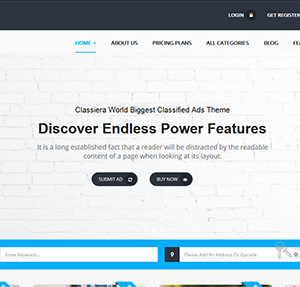 LOGIN GET REGISTER
HOME ABOUT US PRICING PLANS ALL CATEGORIES BLOG FEA
Classiera World Biggest Classified Ads Theme
Discover Endless Power Features
It is a long established fact that a reader will be distracted by the readable
content of a page when looking at its layout.
SUBMIT AD BUY NOW
Enter Keyword... Please Add Air Address Or Zipcode